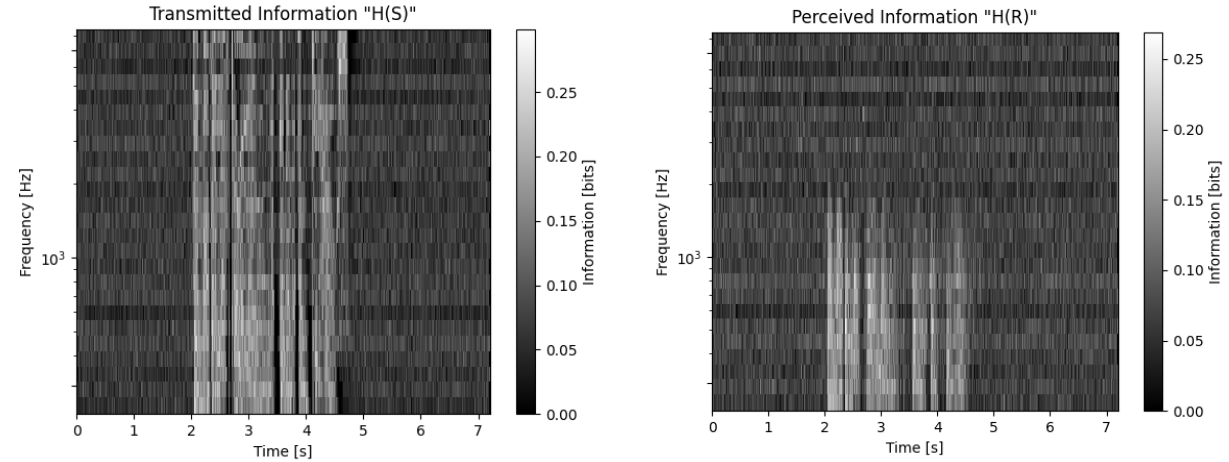 Transmitted Information "H(S)"
Frequency [Hz]
10³
0 1 2 3 4 5 6 7
Time [s]
0.25
0.20
0.15
0.10
0.05
0.00
Information [bits]
Perceived Information "H(R)"
Frequency [Hz]
10³
0 1 2 3 4 5 6 7
Time [s]
0.25
0.20
0.15
0.10
0.05
0.00
Information [bits]